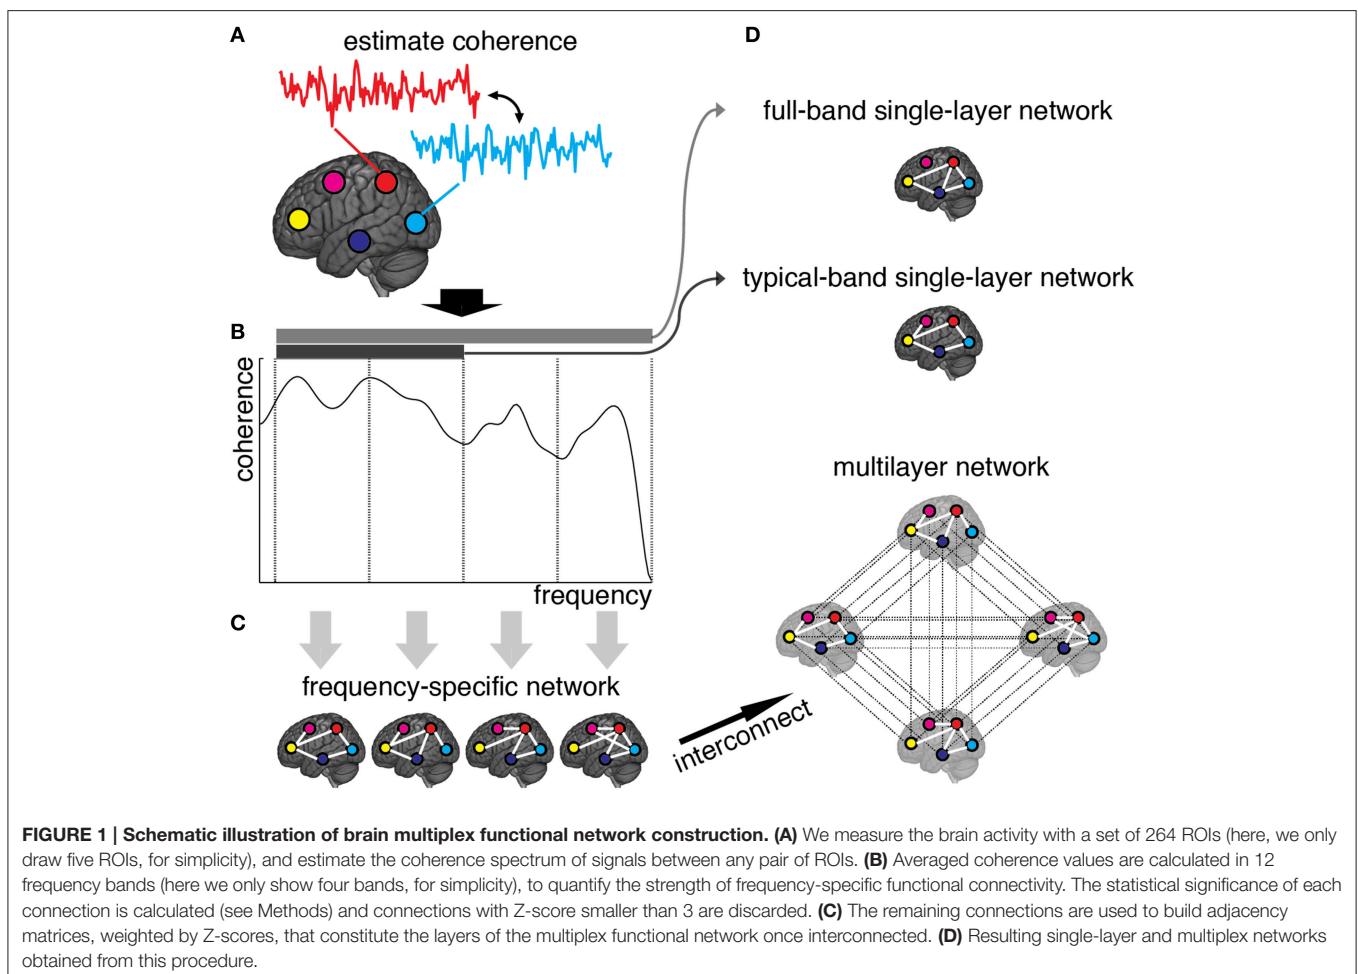 A
estimate coherence
D
full-band single-layer network
typical-band single-layer network
B
coherence
frequency
multilayer network
C
frequency-specific network
interconnect
FIGURE 1 | Schematic illustration of brain multiplex functional network construction. (A) We measure the brain activity with a set of 264 ROIs (here, we only
draw five ROIs, for simplicity), and estimate the coherence spectrum of signals between any pair of ROIs. (B) Averaged coherence values are calculated in 12
frequency bands (here we only show four bands, for simplicity), to quantify the strength of frequency-specific functional connectivity. The statistical significance of each
connection is calculated (see Methods) and connections with Z-score smaller than 3 are discarded. (C) The remaining connections are used to build adjacency
matrices, weighted by Z-scores, that constitute the layers of the multiplex functional network once interconnected. (D) Resulting single-layer and multiplex networks
obtained from this procedure.